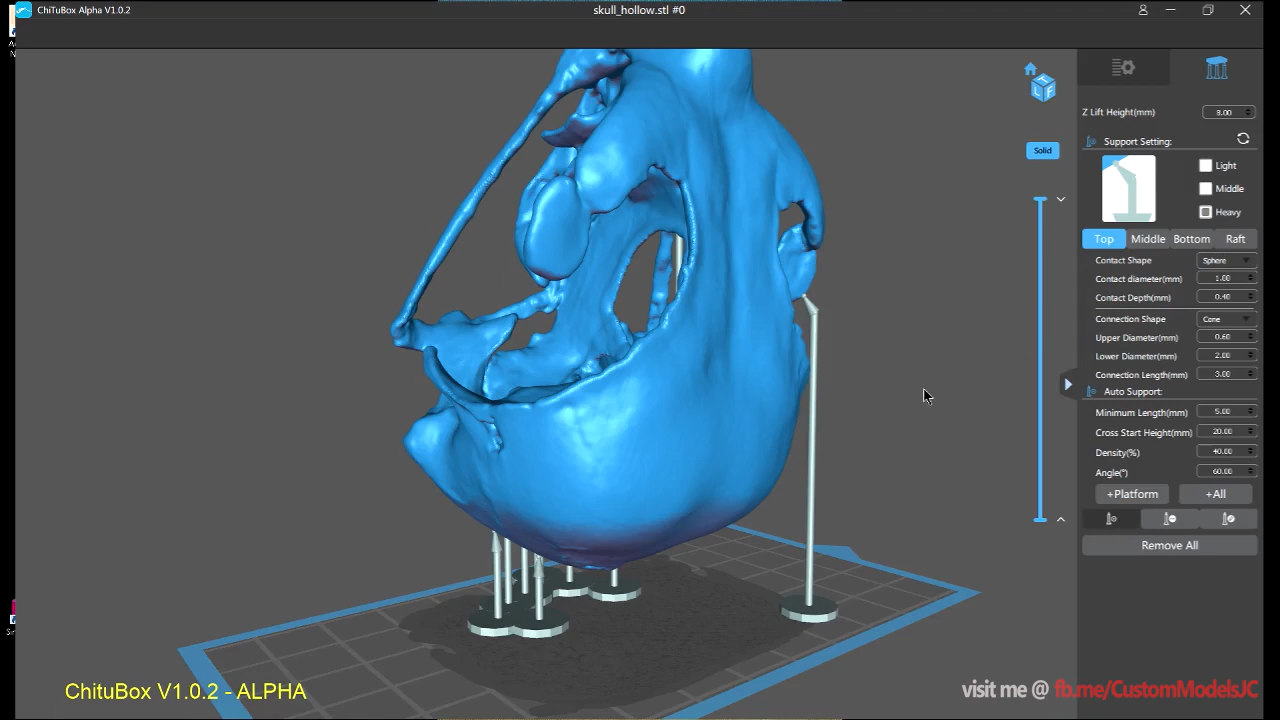 ChiTuBox Alpha V1.0.2
skull_hollow.stl #0
Z Lift Height(mm) 8.00
Support Setting:
Solid
Light
Middle
Heavy
Top Middle Bottom Raft
Contact Shape Sphere
Contact diameter(mm) 1.00
Contact Depth(mm) 0.40
Connection Shape Cone
Upper Diameter(mm) 0.60
Lower Diameter(mm) 2.00
Connection Length(mm) 3.00
Auto Support:
Minimum Length(mm) 5.00
Cross Start Height(mm) 20.00
Density(%) 40.00
Angle(°) 60.00
+Platform +All
Remove All
ChituBox V1.0.2 - ALPHA
visit me @ fb.me/CustomModelsJC